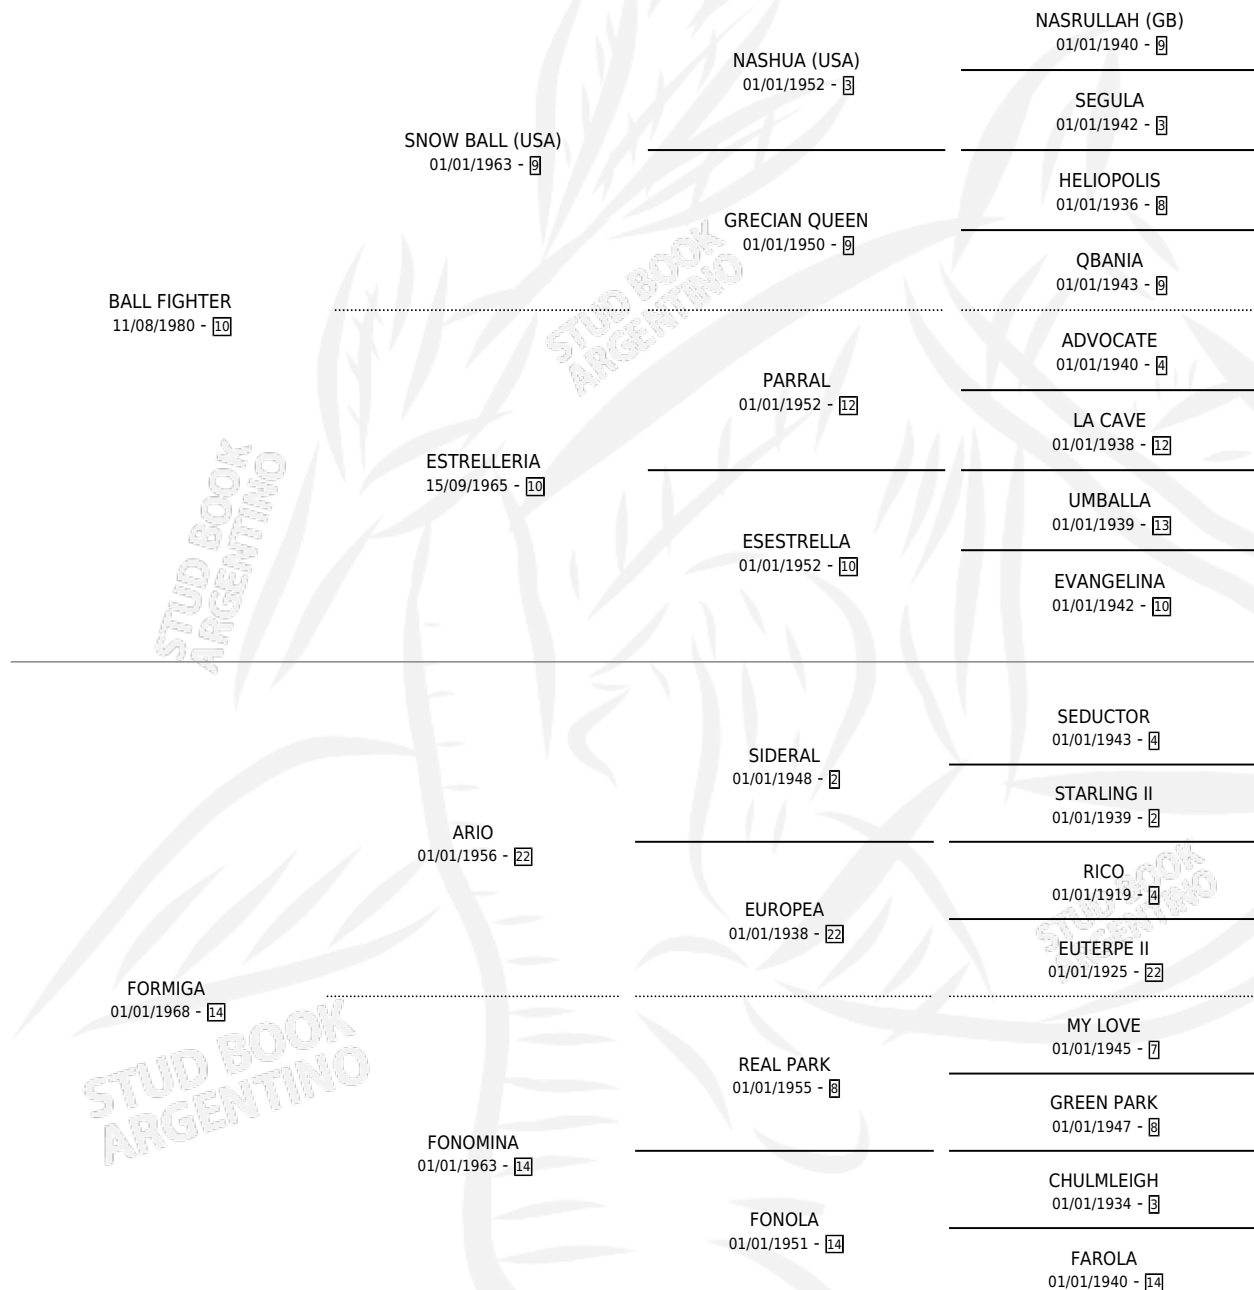 NASRULLAH (GB)
01/01/1940 - 9
NASHUA (USA)
01/01/1952 - 3
SEGULA
01/01/1942 - 3
SNOW BALL (USA)
01/01/1963 - 9
HELIOPOLIS
01/01/1936 - 8
GRECIAN QUEEN
01/01/1950 - 9
QBANIA
01/01/1943 - 9
BALL FIGHTER
11/08/1980 - 10
ADVOCATE
01/01/1940 - 4
PARRAL
01/01/1952 - 12
LA CAVE
01/01/1938 - 12
ESTRELLERIA
15/09/1965 - 10
UMBALLA
01/01/1939 - 13
ESESTRELLA
01/01/1952 - 10
EVANGELINA
01/01/1942 - 10
STUD BOOK
ARGENTINO
STUD BOOK
ARGENTINO
SEDUCTOR
01/01/1943 - 4
SIDERAL
01/01/1948 - 2
STARLING II
01/01/1939 - 2
ARIO
01/01/1956 - 22
RICO
01/01/1919 - 4
EUROPEA
01/01/1938 - 22
EUTERPE II
01/01/1925 - 22
STUD BOOK
ARGENTINO
FORMIGA
01/01/1968 - 14
MY LOVE
01/01/1945 - 7
REAL PARK
01/01/1955 - 8
GREEN PARK
01/01/1947 - 8
STUD BOOK
ARGENTINO
FONOMINA
01/01/1963 - 14
CHULMLEIGH
01/01/1934 - 3
FONOLA
01/01/1951 - 14
FAROLA
01/01/1940 - 14